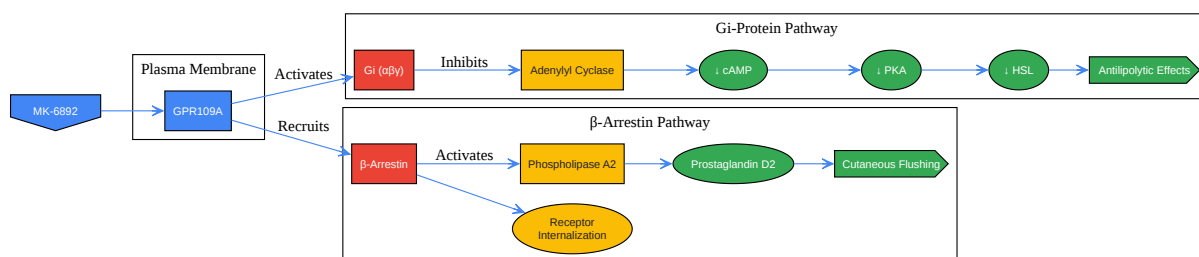 Gi-Protein Pathway
Plasma Membrane
Activates
Inhibits
Gi (αβγ)
Adenylyl Cyclase
↓ cAMP
↓ PKA
↓ HSL
Antilipolytic Effects
MK-6892
GPR109A
Recruits
β-Arrestin Pathway
β-Arrestin
Activates
Phospholipase A2
Prostaglandin D2
Cutaneous Flushing
Receptor
Internalization